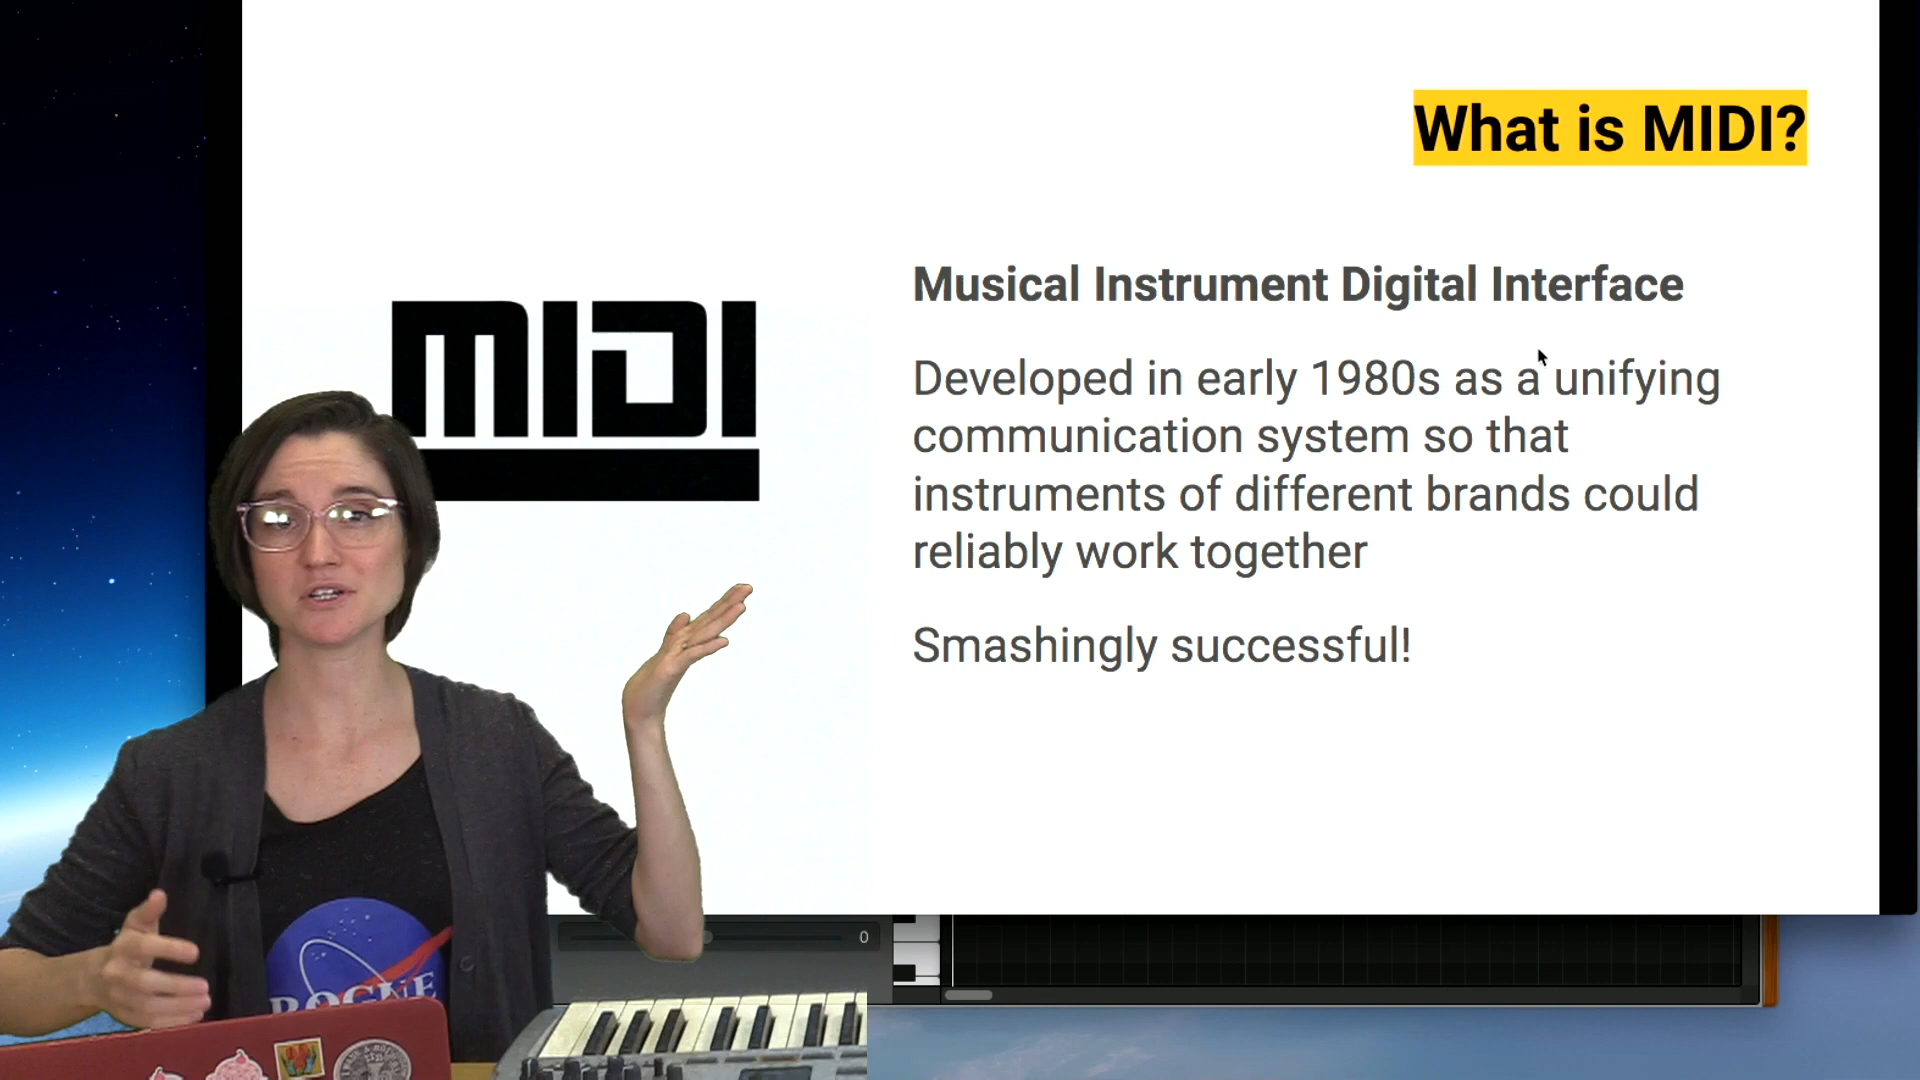 What is MIDI?
MIDI
Musical Instrument Digital Interface
Developed in early 1980s as a unifying
communication system so that
instruments of different brands could
reliably work together
Smashingly successful!
0
ROGUE